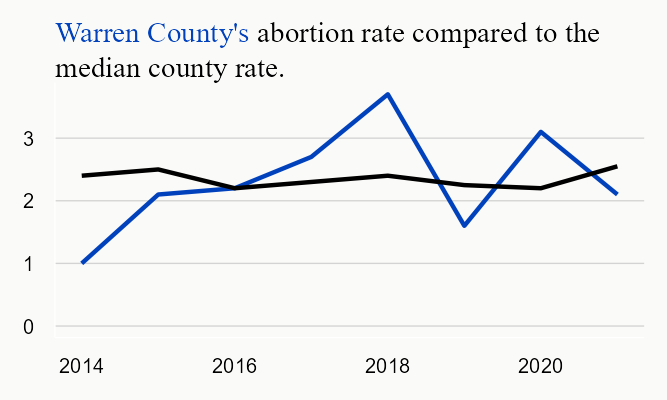 Warren County's abortion rate compared to the
median county rate.
3
2
1
0
2014 2016 2018 2020